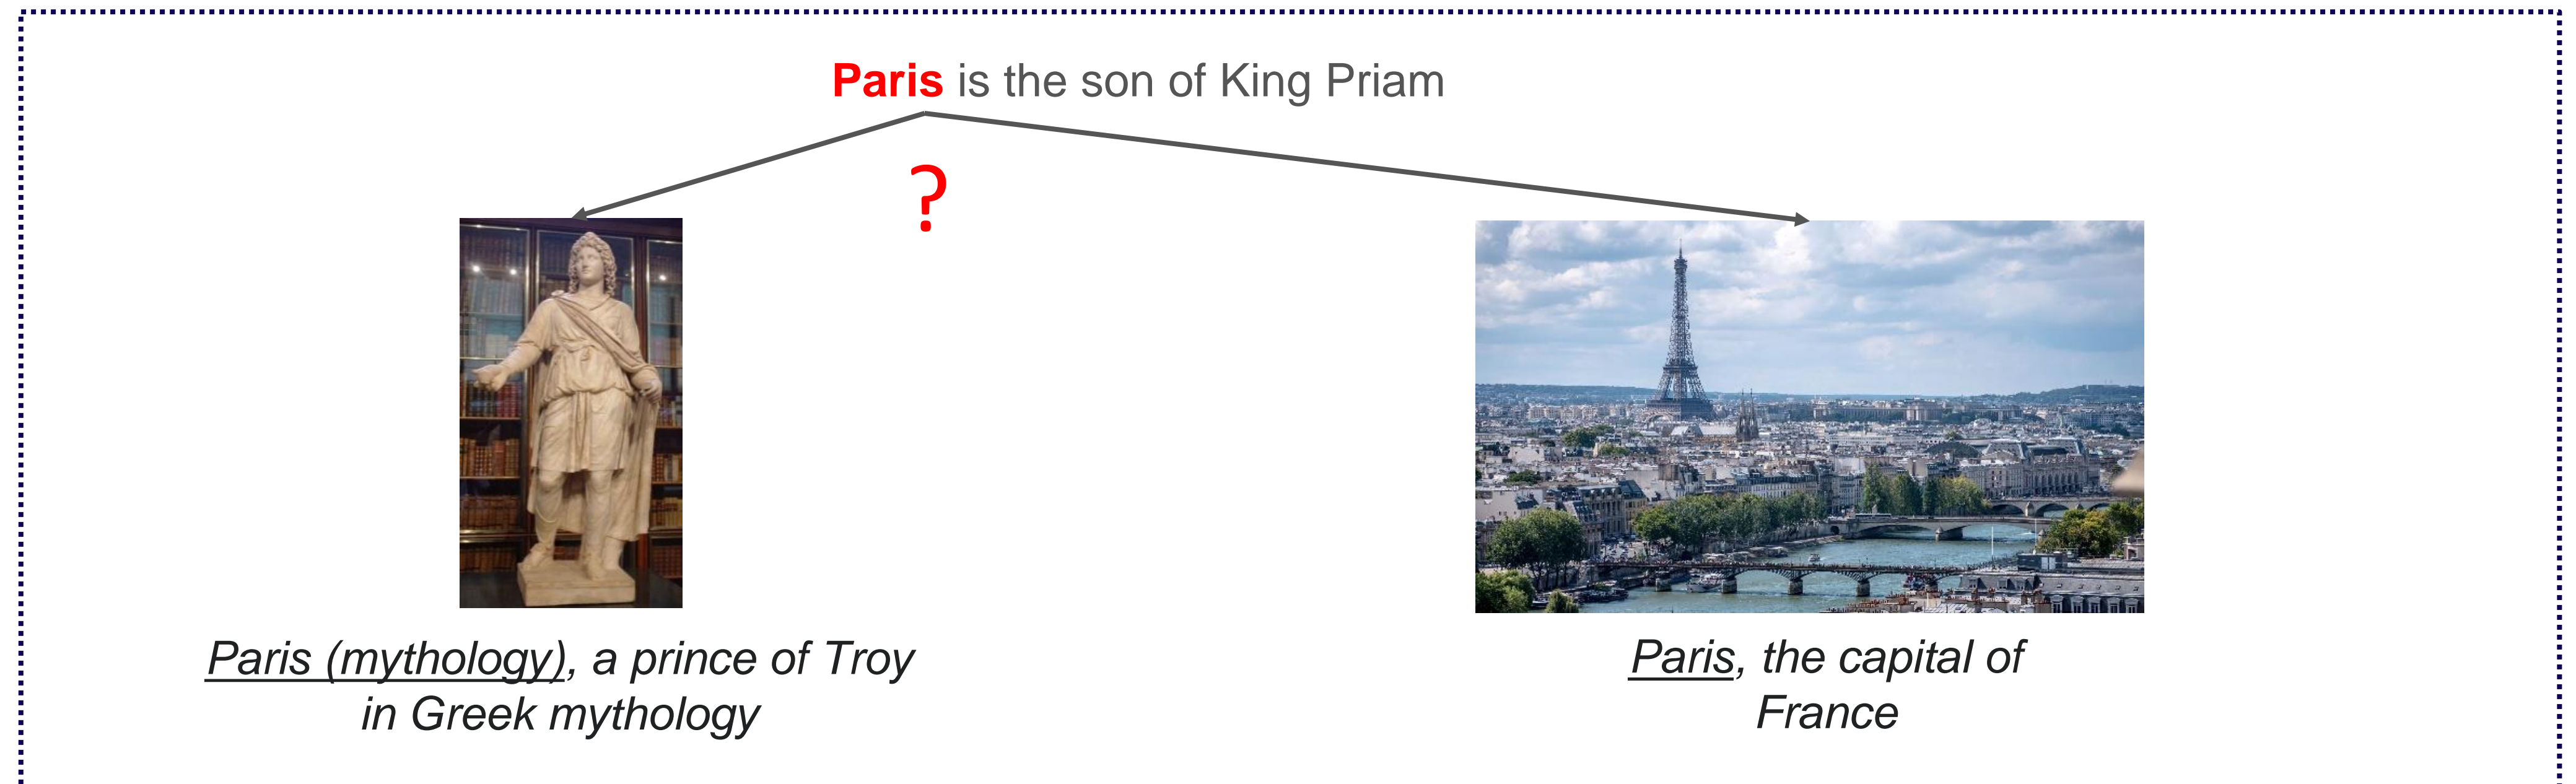 Paris is the son of King Priam
?
Paris (mythology), a prince of Troy
in Greek mythology
Paris, the capital of
France